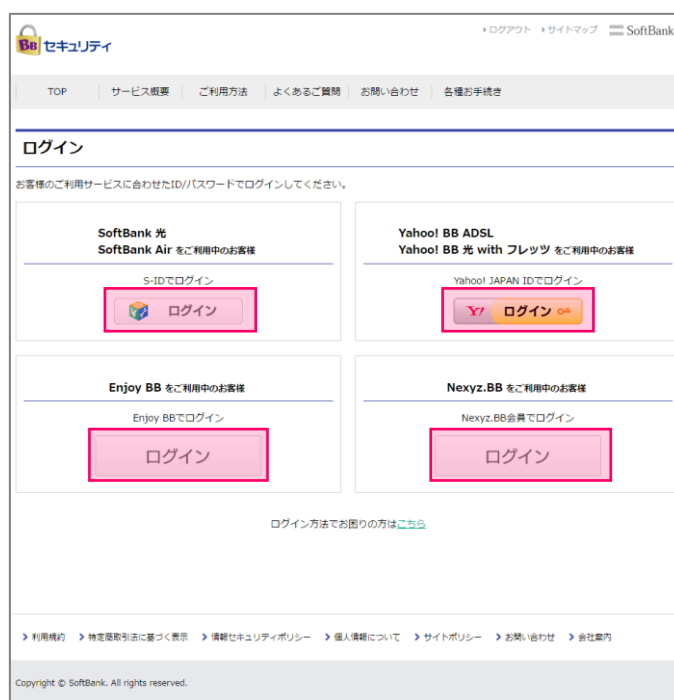 ログアウト サイトマップ SoftBank
BB セキュリティ
TOP サービス概要 ご利用方法 よくあるご質問 お問い合わせ 各種お手続き
ログイン
お客様のご利用サービスに合わせたID/パスワードでログインしてください。
SoftBank 光
SoftBank Air をご利用中のお客様
S-IDでログイン
ログイン
Yahoo! BB ADSL
Yahoo! BB 光 with フレッツ をご利用中のお客様
Yahoo! JAPAN IDでログイン
Y! ログイン
Enjoy BB をご利用中のお客様
Enjoy BBでログイン
ログイン
Nexyz.BB をご利用中のお客様
Nexyz.BB会員でログイン
ログイン
ログイン方法でお困りの方はこちら
利用規約 特定商取引法に基づく表示 情報セキュリティポリシー 個人情報について サイトポリシー お問い合わせ 会社案内
Copyright © SoftBank. All rights reserved.